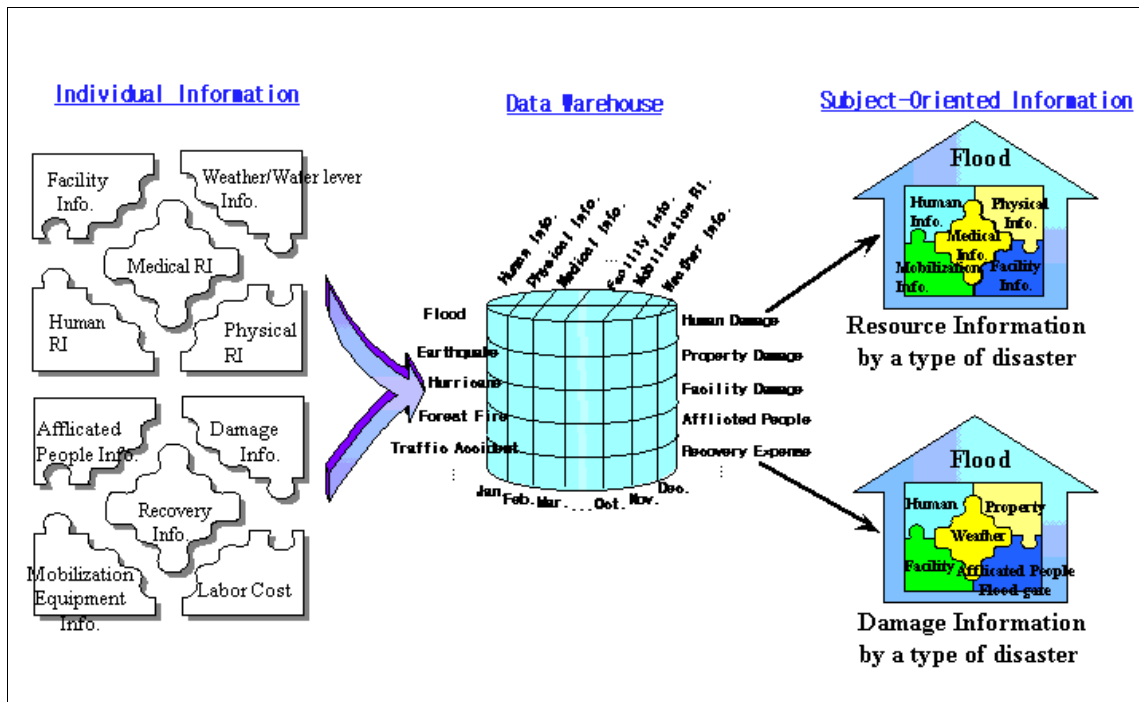 Individual Information
Facility
Info.
Weather/Water lever
Info.
Medical RI
Human
RI
Physical
RI
Afflicated
People Info.
Damage
Info.
Recovery
Info.
Mobilization
Equipment
Info.
Labor Cost
Data Warehouse
Human Info.
Physical Info.
Medical Info.
....
Facility Info.
Mobilication RI.
Weather Info.
Flood
Earthquake
Hurricane
Forest Fire
Traffic Accident
Human Damage
Property Damage
Facility Damage
Afflicted People
Recovery Expense
Jan.
Feb.
Mar.
....
Oct.
Nov.
Dec.
Subject-Oriented Information
Flood
Human
Info.
Physical
Info.
Medical
Info.
Mobilization
Info.
Facility
Info.
Resource Information
by a type of disaster
Flood
Human
Property
Weather
Facility
Afflicated People
Flood-gate
Damage Information
by a type of disaster